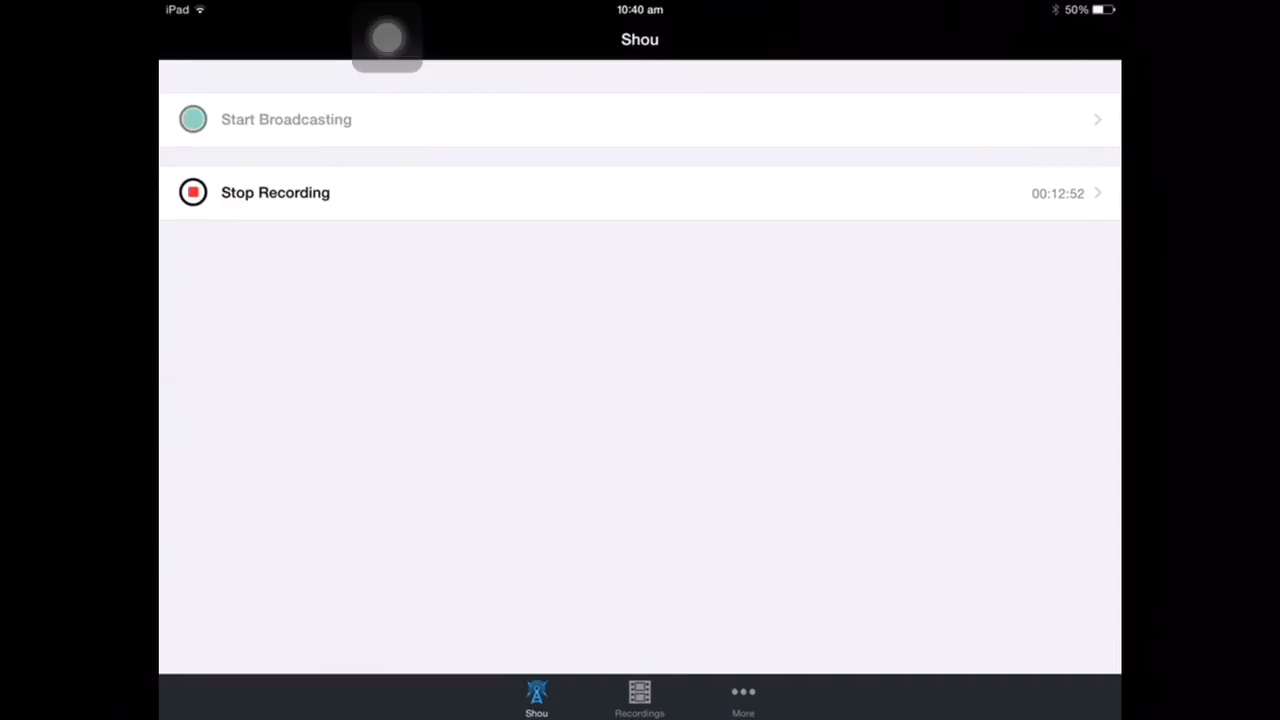 iPad 10:40 am 50%
Shou
Start Broadcasting
Stop Recording 00:12:52
Shou Recordings More